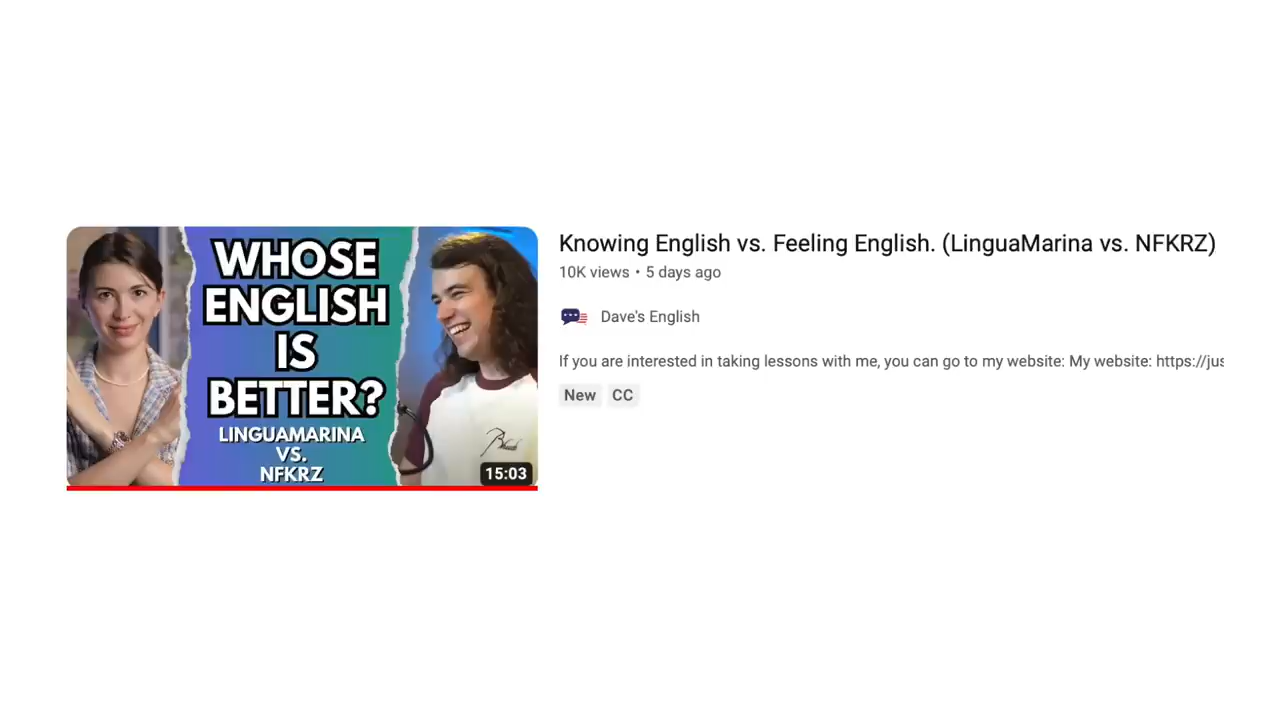 WHOSE
ENGLISH
IS
BETTER?
LINGUAMARINA
VS.
NFKRZ
15:03
Knowing English vs. Feeling English. (LinguaMarina vs. NFKRZ)
10K views • 5 days ago
Dave's English
If you are interested in taking lessons with me, you can go to my website: My website: https://jus
New CC